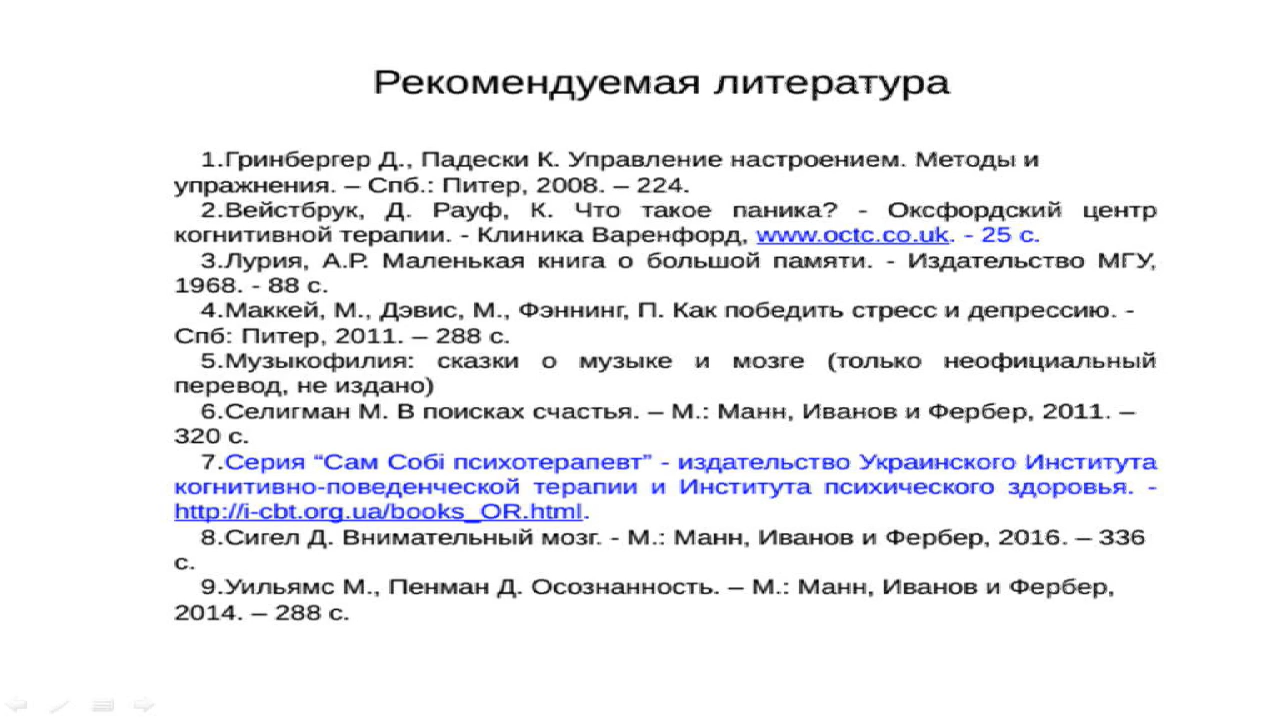 Рекомендуемая литература
1.Гринбергер Д., Падески К. Управление настроением. Методы и
упражнения. – Спб.: Питер, 2008. – 224.
2.Вейстбрук, Д. Рауф, К. Что такое паника? - Оксфордский центр
когнитивной терапии. - Клиника Варенфорд, www.octc.co.uk. - 25 с.
3.Лурия, А.Р. Маленькая книга о большой памяти. - Издательство МГУ,
1968. - 88 с.
4.Маккей, М., Дэвис, М., Фэннинг, П. Как победить стресс и депрессию. -
Спб: Питер, 2011. – 288 с.
5.Музыкофилия: сказки о музыке и мозге (только неофициальный
перевод, не издано)
6.Селигман М. В поисках счастья. – М.: Манн, Иванов и Фербер, 2011. –
320 с.
7.Серия “Сам Собі психотерапевт” - издательство Украинского Института
когнитивно-поведенческой терапии и Института психического здоровья. -
http://i-cbt.org.ua/books_OR.html.
8.Сигел Д. Внимательный мозг. - М.: Манн, Иванов и Фербер, 2016. – 336
с.
9.Уильямс М., Пенман Д. Осознанность. – М.: Манн, Иванов и Фербер,
2014. – 288 с.